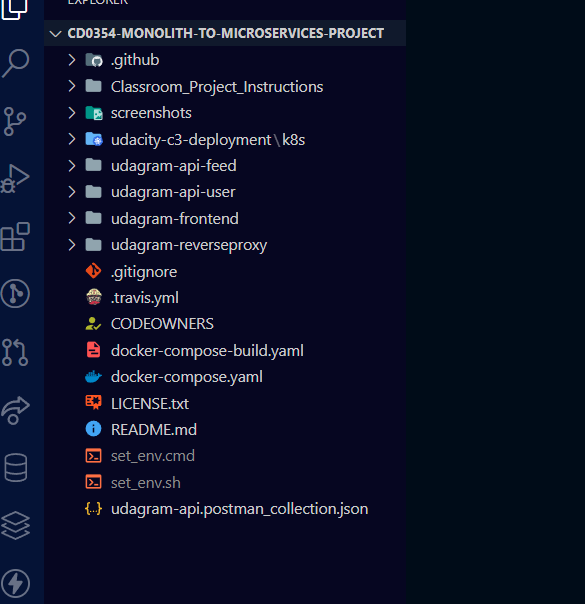 EXPLORER
CD0354-MONOLITH-TO-MICROSERVICES-PROJECT
.github
Classroom_Project_Instructions
screenshots
udacity-c3-deployment\k8s
udagram-api-feed
udagram-api-user
udagram-frontend
udagram-reverseproxy
.gitignore
.travis.yml
CODEOWNERS
docker-compose-build.yaml
docker-compose.yaml
LICENSE.txt
README.md
set_env.cmd
set_env.sh
udagram-api.postman_collection.json